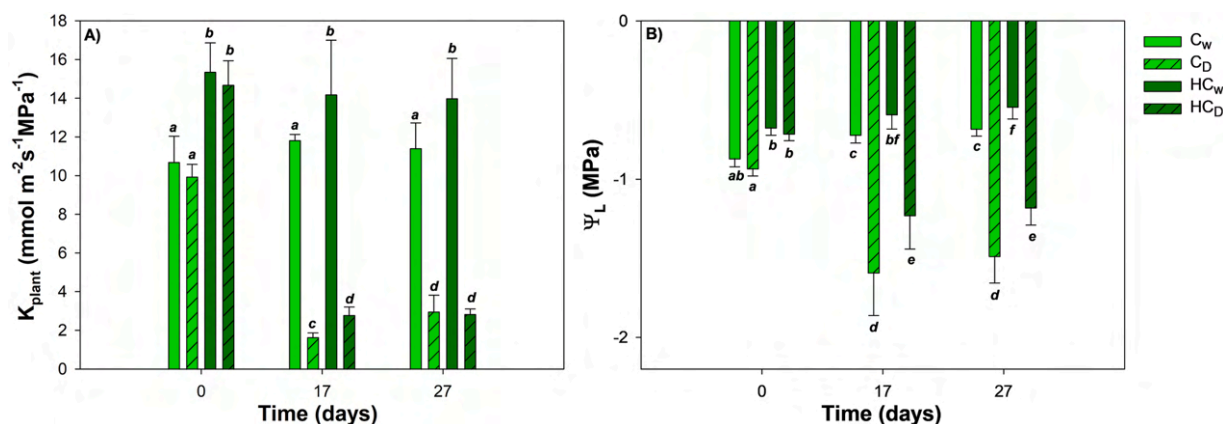 A)
K_plant (mmol m⁻²s⁻¹MPa⁻¹)
18
16
14
12
10
8
6
4
2
0
a
a
b
b
a
c
b
d
a
d
b
d
0
17
27
Time (days)
B)
Ψ_L (MPa)
0
-1
-2
ab
a
b
b
c
d
bf
e
c
d
f
e
0
17
27
Time (days)
C_W
C_D
HC_W
HC_D